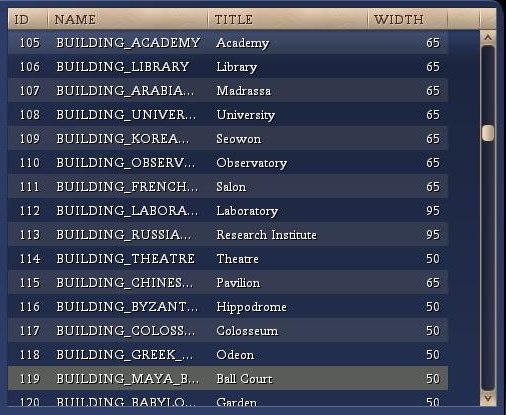 ID NAME TITLE WIDTH
105 BUILDING_ACADEMY Academy 65
106 BUILDING_LIBRARY Library 65
107 BUILDING_ARABIA... Madrassa 65
108 BUILDING_UNIVER... University 65
109 BUILDING_KOREA... Seowon 65
110 BUILDING_OBSERV... Observatory 65
111 BUILDING_FRENCH... Salon 65
112 BUILDING_LABORA... Laboratory 95
113 BUILDING_RUSSIA... Research Institute 95
114 BUILDING_THEATRE Theatre 50
115 BUILDING_CHINES... Pavilion 65
116 BUILDING_BYZANT... Hippodrome 50
117 BUILDING_COLOSS... Colosseum 50
118 BUILDING_GREEK_... Odeon 50
119 BUILDING_MAYA_B... Ball Court 50
120 BUILDING_BABYLO... Garden 50